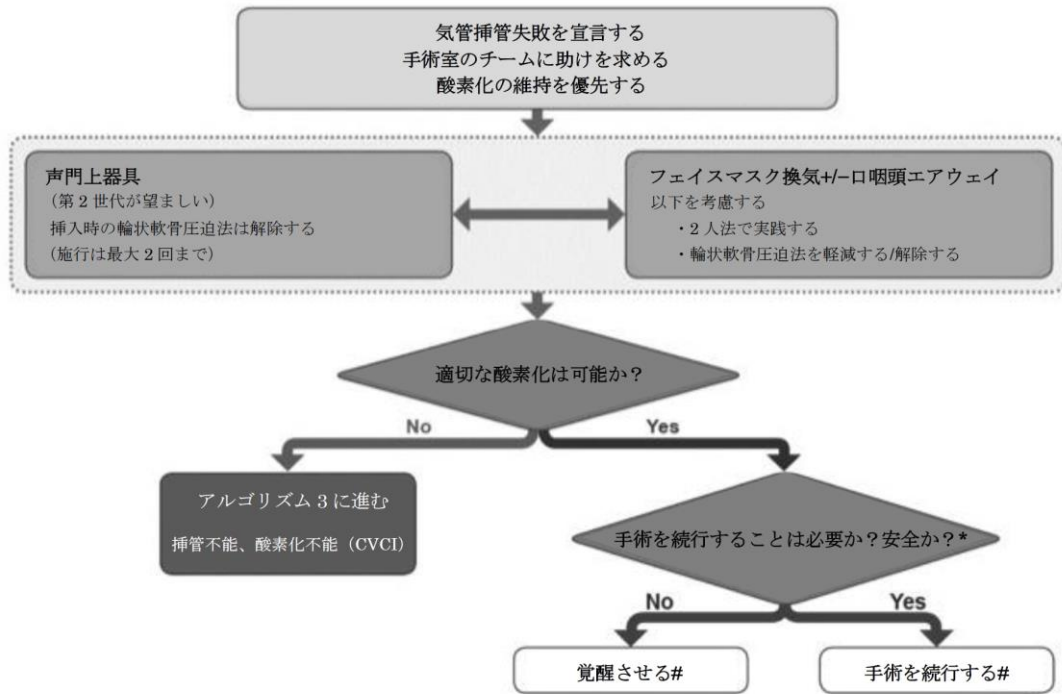 気管挿管失敗を宣言する
手術室のチームに助けを求める
酸素化の維持を優先する
声門上器具
(第2世代が望ましい)
挿入時の輪状軟骨圧迫法は解除する
(施行は最大2回まで)
フェイスマスク換気+/−口咽頭エアウェイ
以下を考慮する
・2人法で実践する
・輪状軟骨圧迫法を軽減する/解除する
適切な酸素化は可能か？
No
Yes
アルゴリズム3に進む
挿管不能、酸素化不能（CVCI）
手術を続行することは必要か？安全か？*
No
Yes
覚醒させる#
手術を続行する#